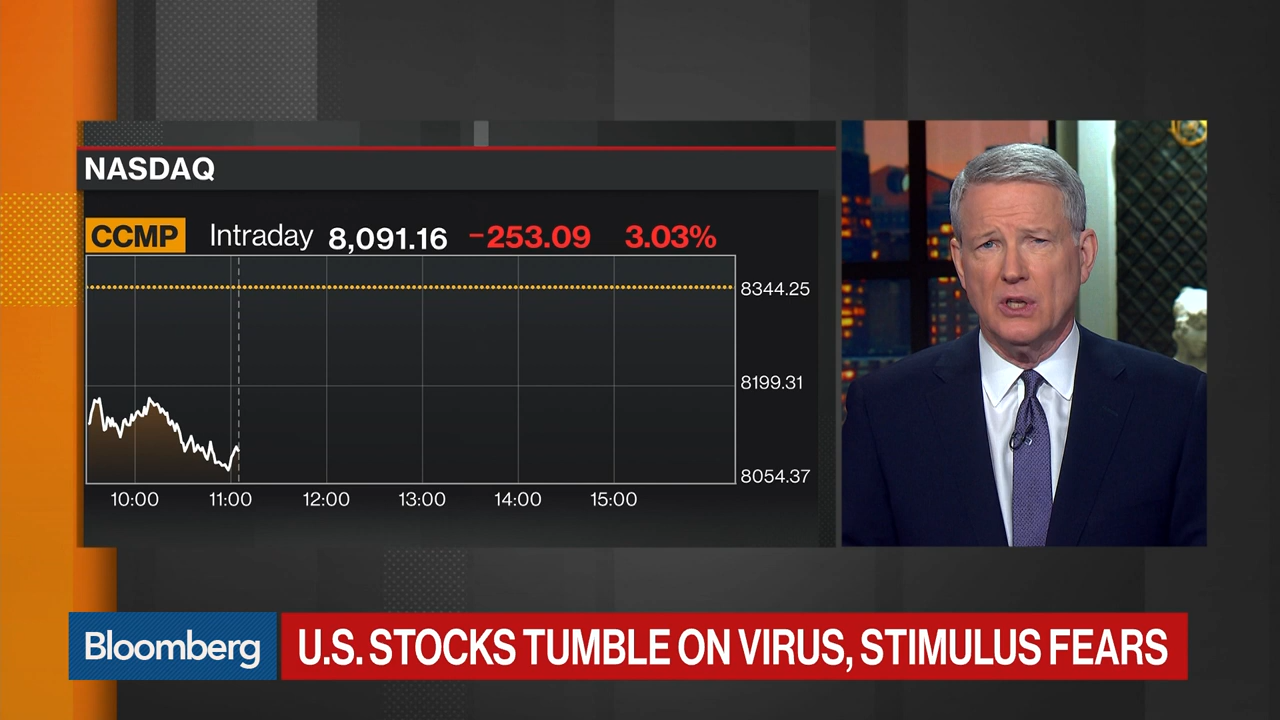 NASDAQ
CCMP Intraday 8,091.16 -253.09 3.03%
8344.25
8199.31
8054.37
10:00 11:00 12:00 13:00 14:00 15:00
Bloomberg U.S. STOCKS TUMBLE ON VIRUS, STIMULUS FEARS